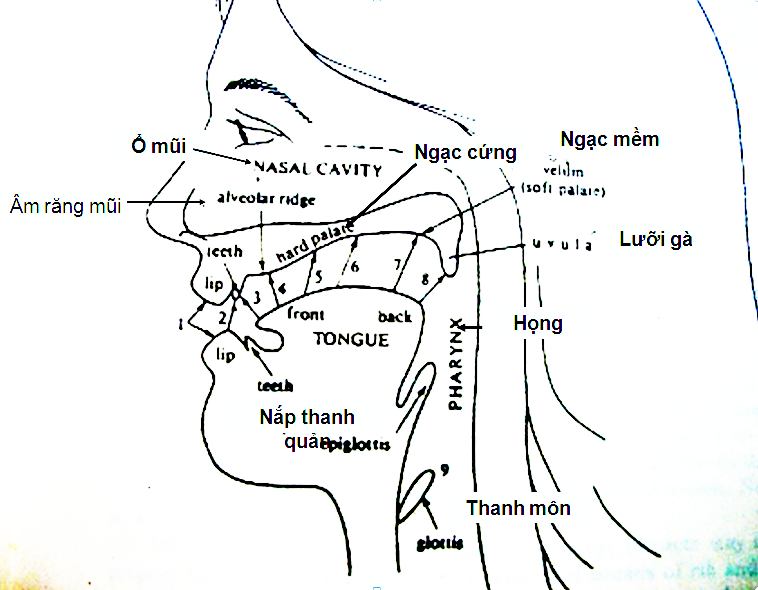 Ổ mũi
NASAL CAVITY
Ngạc cứng
Ngạc mềm
velum
(soft palate)
Âm răng mũi
alveolar ridge
hard palate
teeth
uvula
Lưỡi gà
lip
1
2
3
4
5
6
7
8
front
back
TONGUE
lip
teeth
PHARYNX
Họng
Nắp thanh
quản
epiglottis
9
Thanh môn
glottis